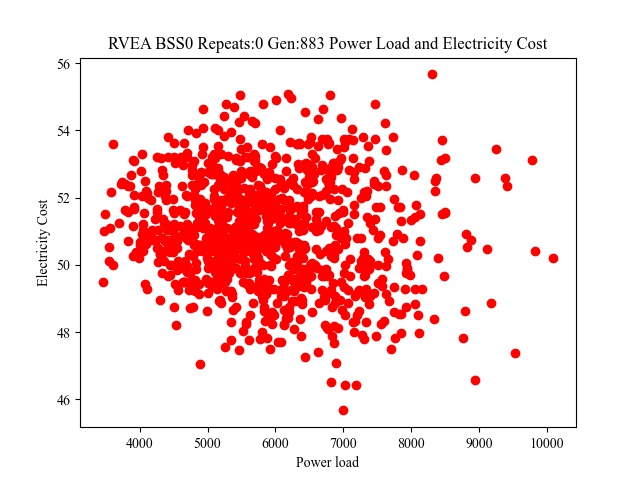 RVEA BSS0 Repeats:0 Gen:883 Power Load and Electricity Cost
56
54
52
50
48
46
Electricity Cost
4000 5000 6000 7000 8000 9000 10000
Power load